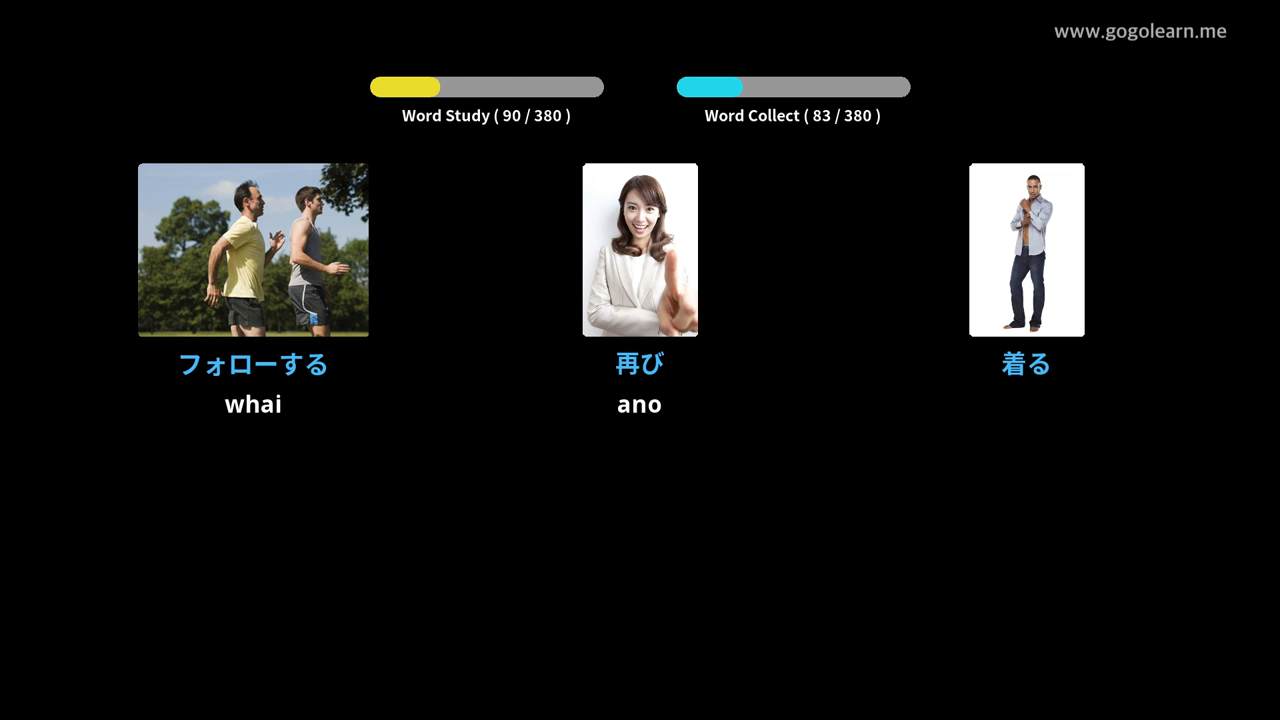 www.gogolearn.me
Word Study ( 90 / 380 )
Word Collect ( 83 / 380 )
フォローする
whai
再び
ano
着る